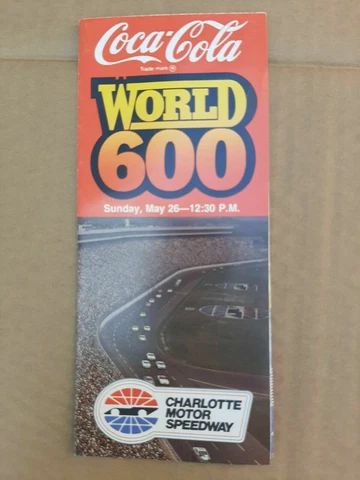 Coca-Cola
Trade-mark ®
WORLD
600
Sunday, May 26—12:30 P.M.
CHARLOTTE
MOTOR
SPEEDWAY